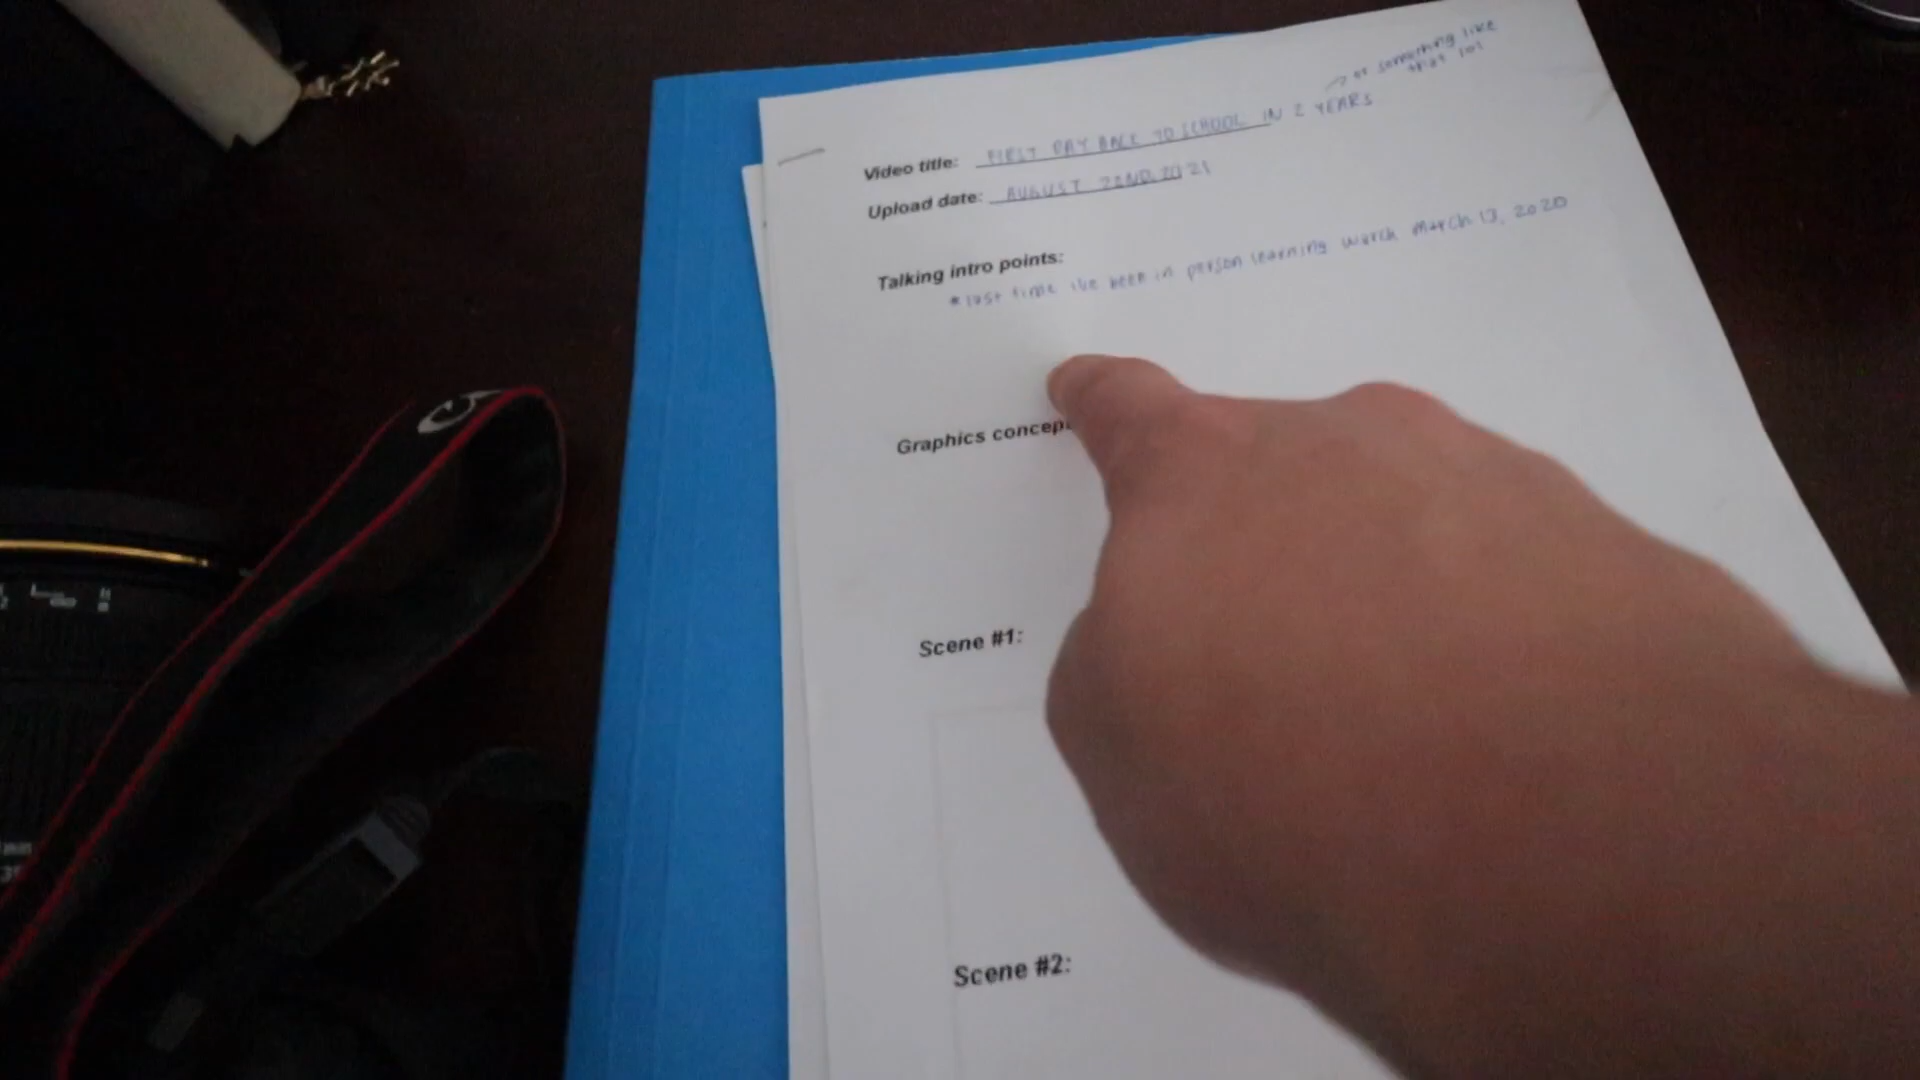 or something like
that lol
Video title: FIRST DAY BACK TO SCHOOL IN 2 YEARS
Upload date: AUGUST 22ND, 2021
Talking intro points:
* last time ive been in person learning March 13, 2020
Graphics concep
Scene #1:
Scene #2: